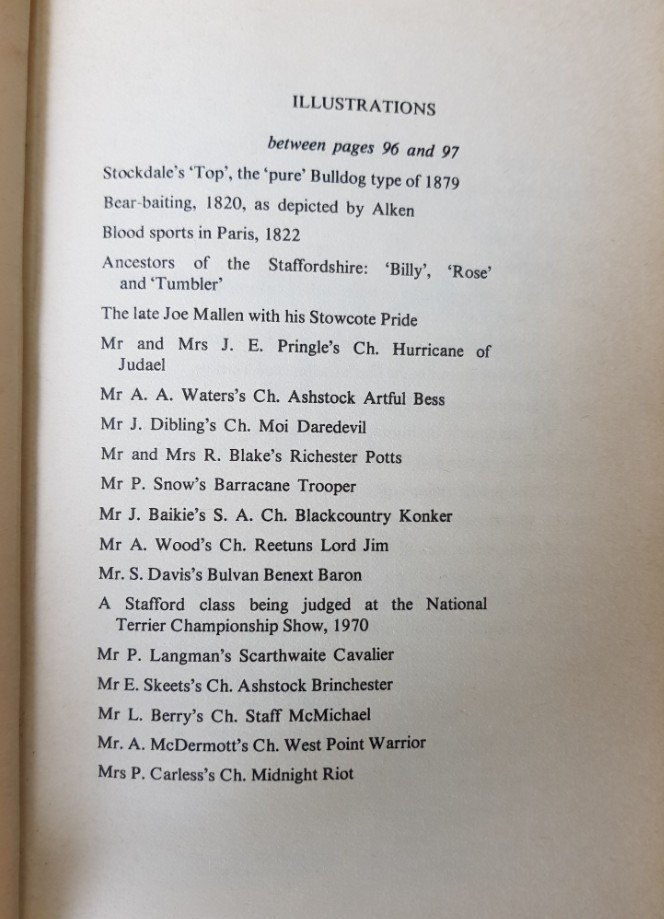 ILLUSTRATIONS
between pages 96 and 97
Stockdale's 'Top', the 'pure' Bulldog type of 1879
Bear-baiting, 1820, as depicted by Alken
Blood sports in Paris, 1822
Ancestors of the Staffordshire: 'Billy', 'Rose'
and 'Tumbler'
The late Joe Mallen with his Stowcote Pride
Mr and Mrs J. E. Pringle's Ch. Hurricane of
Judael
Mr A. A. Waters's Ch. Ashstock Artful Bess
Mr J. Dibling's Ch. Moi Daredevil
Mr and Mrs R. Blake's Richester Potts
Mr P. Snow's Barracane Trooper
Mr J. Baikie's S. A. Ch. Blackcountry Konker
Mr A. Wood's Ch. Reetuns Lord Jim
Mr. S. Davis's Bulvan Benext Baron
A Stafford class being judged at the National
Terrier Championship Show, 1970
Mr P. Langman's Scarthwaite Cavalier
Mr E. Skeets's Ch. Ashstock Brinchester
Mr L. Berry's Ch. Staff McMichael
Mr. A. McDermott's Ch. West Point Warrior
Mrs P. Carless's Ch. Midnight Riot